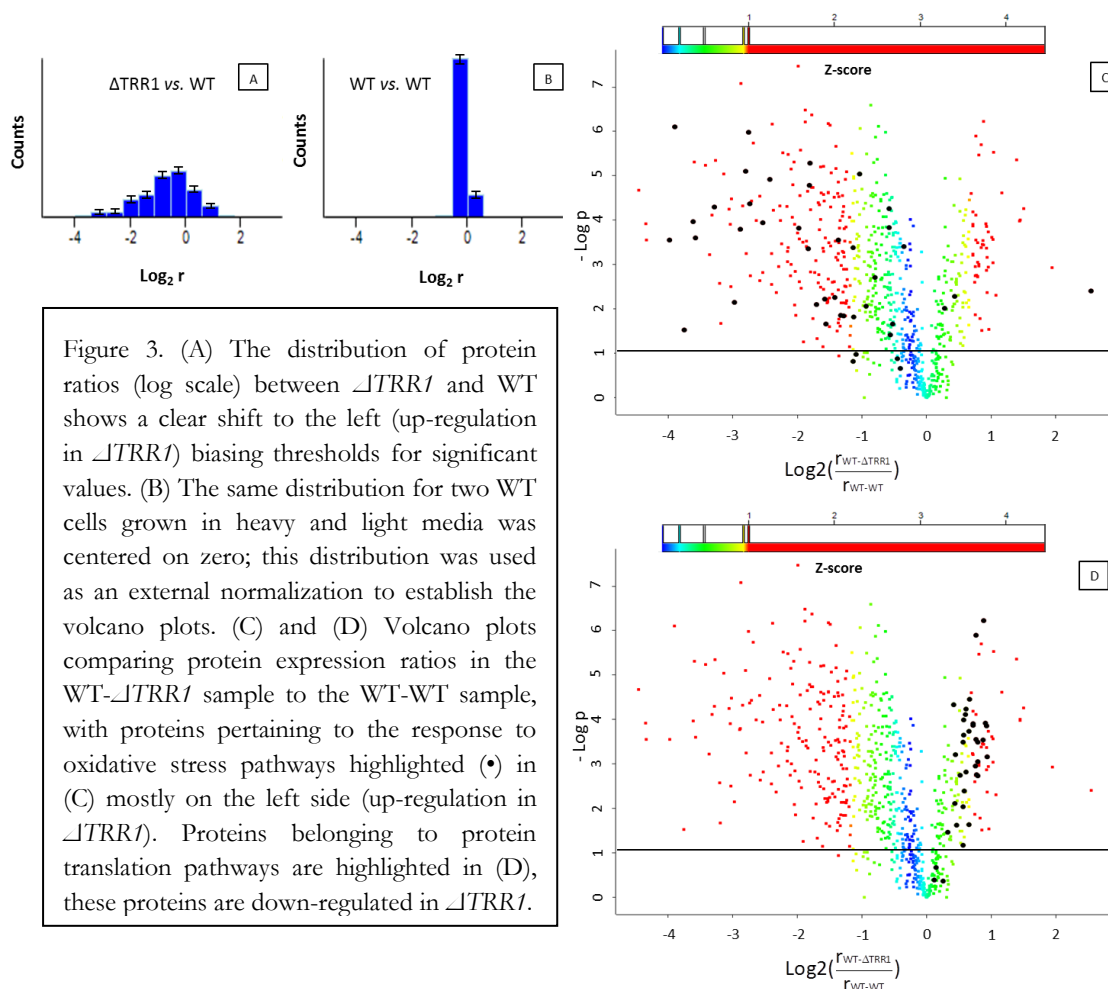 ΔTRR1 vs. WT
A
Counts
-4 -2 0 2
Log2 r
WT vs. WT
B
Counts
-4 -2 0 2
Log2 r
Figure 3. (A) The distribution of protein
ratios (log scale) between ⊿TRR1 and WT
shows a clear shift to the left (up-regulation
in ⊿TRR1) biasing thresholds for significant
values. (B) The same distribution for two WT
cells grown in heavy and light media was
centered on zero; this distribution was used
as an external normalization to establish the
volcano plots. (C) and (D) Volcano plots
comparing protein expression ratios in the
WT-⊿TRR1 sample to the WT-WT sample,
with proteins pertaining to the response to
oxidative stress pathways highlighted (•) in
(C) mostly on the left side (up-regulation in
⊿TRR1). Proteins belonging to protein
translation pathways are highlighted in (D),
these proteins are down-regulated in ⊿TRR1.
1 2 3 4
Z-score
C
- Log p
7
6
5
4
3
2
1
0
-4 -3 -2 -1 0 1 2
Log2(rWT-ΔTRR1/rWT-WT)
1 2 3 4
Z-score
D
- Log p
7
6
5
4
3
2
1
0
-4 -3 -2 -1 0 1 2
Log2(rWT-ΔTRR1/rWT-WT)